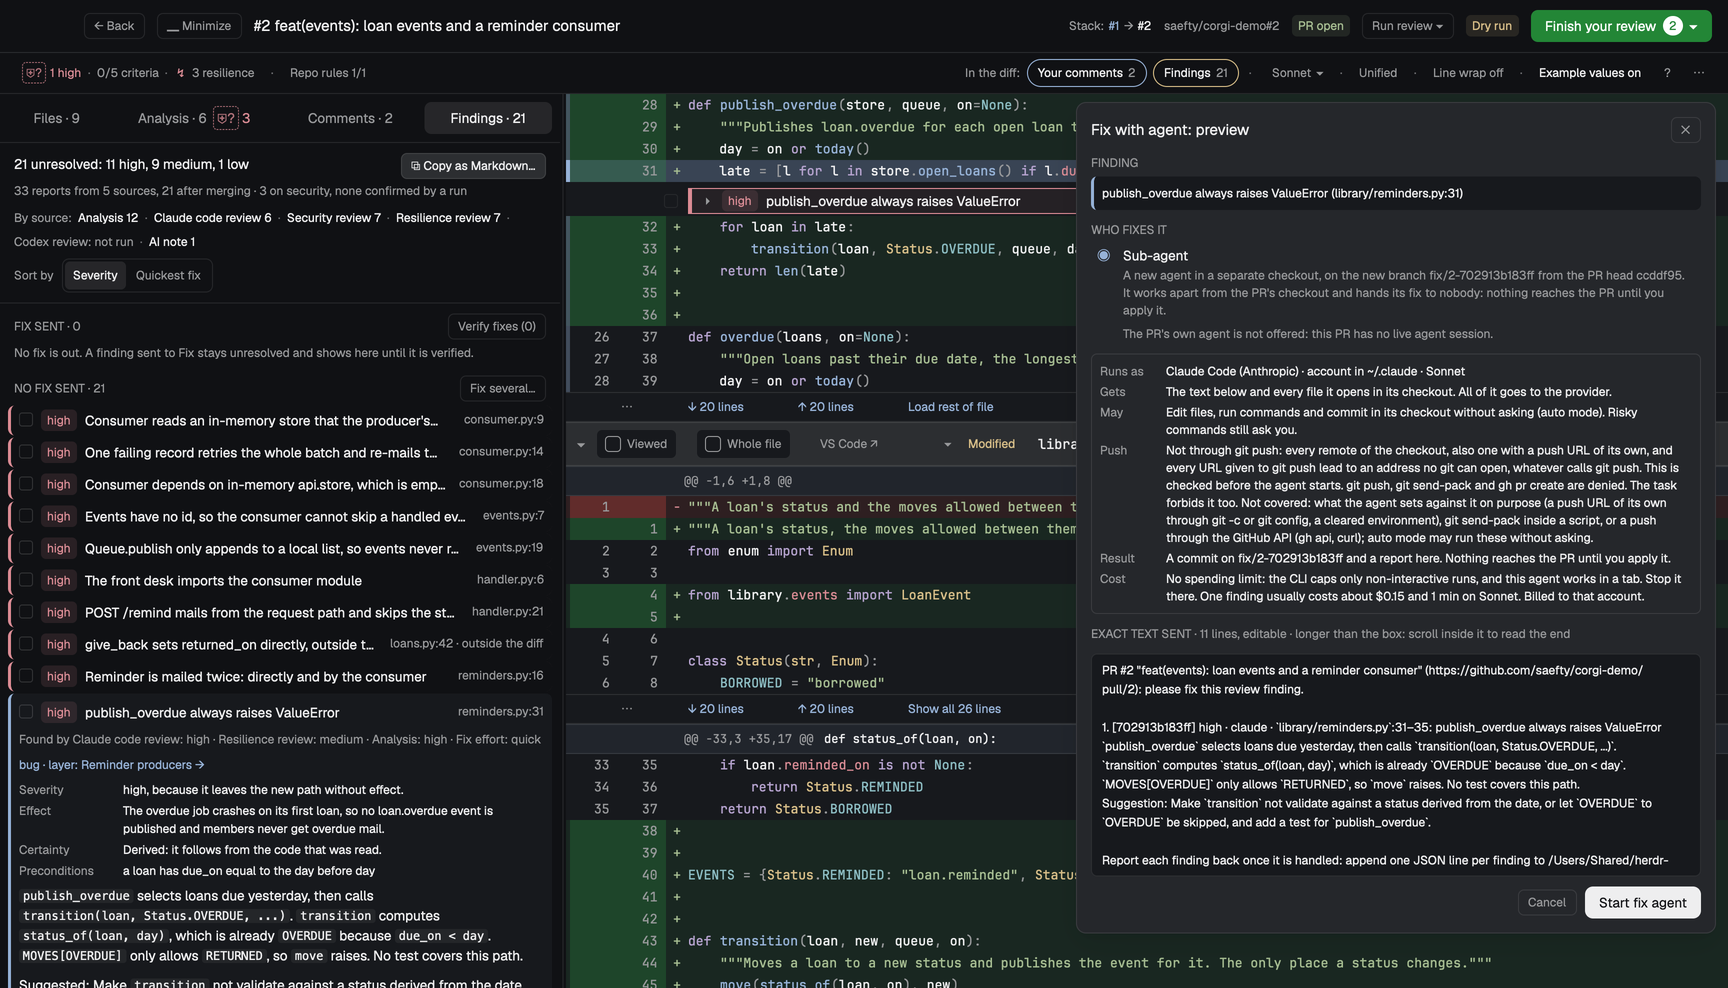 ← Back
Minimize
#2 feat(events): loan events and a reminder consumer
Stack: #1 → #2
saefty/corgi-demo#2
PR open
Run review
Dry run
Finish your review 2
1 high · 0/5 criteria · 3 resilience · Repo rules 1/1
In the diff:
Your comments 2
Findings 21
· Sonnet · Unified · Line wrap off · Example values on ? ···
Files · 9
Analysis · 6 3
Comments · 2
Findings · 21
21 unresolved: 11 high, 9 medium, 1 low
Copy as Markdown...
33 reports from 5 sources, 21 after merging · 3 on security, none confirmed by a run
By source: Analysis 12 · Claude code review 6 · Security review 7 · Resilience review 7 ·
Codex review: not run · AI note 1
Sort by Severity Quickest fix
FIX SENT · 0
Verify fixes (0)
No fix is out. A finding sent to Fix stays unresolved and shows here until it is verified.
NO FIX SENT · 21
Fix several...
high Consumer reads an in-memory store that the producer's... consumer.py:9
high One failing record retries the whole batch and re-mails t... consumer.py:14
high Consumer depends on in-memory api.store, which is emp... consumer.py:18
high Events have no id, so the consumer cannot skip a handled ev... events.py:7
high Queue.publish only appends to a local list, so events never r... events.py:19
high The front desk imports the consumer module handler.py:6
high POST /remind mails from the request path and skips the st... handler.py:21
high give_back sets returned_on directly, outside t... loans.py:42 · outside the diff
high Reminder is mailed twice: directly and by the consumer reminders.py:16
high publish_overdue always raises ValueError reminders.py:31
Found by Claude code review: high · Resilience review: medium · Analysis: high · Fix effort: quick
bug · layer: Reminder producers →
Severity high, because it leaves the new path without effect.
Effect The overdue job crashes on its first loan, so no loan.overdue event is
published and members never get overdue mail.
Certainty Derived: it follows from the code that was read.
Preconditions a loan has due_on equal to the day before day
publish_overdue selects loans due yesterday, then calls
transition(loan, Status.OVERDUE, ...). transition computes
status_of(loan, day), which is already OVERDUE because due_on < day.
MOVES[OVERDUE] only allows RETURNED, so move raises. No test covers this path.
Suggested: Make transition not validate against a status derived from the date
28 + def publish_overdue(store, queue, on=None):
29 + """Publishes loan.overdue for each open loan t
30 + day = on or today()
31 + late = [l for l in store.open_loans() if l.du
high publish_overdue always raises ValueError
32 + for loan in late:
33 + transition(loan, Status.OVERDUE, queue, da
34 + return len(late)
35 +
36 +
26 37 def overdue(loans, on=None):
27 38 """Open loans past their due date, the longest
28 39 day = on or today()
··· ↓ 20 lines ↑ 20 lines Load rest of file
Viewed Whole file VS Code ↗ Modified libra
@@ -1,6 +1,8 @@
1 - """A loan's status and the moves allowed between t
1 + """A loan's status, the moves allowed between them
2 2 from enum import Enum
3 3
4 + from library.events import LoanEvent
5 +
4 6
5 7 class Status(str, Enum):
6 8 BORROWED = "borrowed"
··· ↓ 20 lines ↑ 20 lines Show all 26 lines
@@ -33,3 +35,17 @@ def status_of(loan, on):
33 35 if loan.reminded_on is not None:
34 36 return Status.REMINDED
35 37 return Status.BORROWED
38 +
39 +
40 + EVENTS = {Status.REMINDED: "loan.reminded", Statu
41 +
42 +
43 + def transition(loan, new, queue, on):
44 + """Moves a loan to a new status and publishes the event for it. The only place a status changes."""
45 move(status_of(loan, on), new)
Fix with agent: preview
FINDING
publish_overdue always raises ValueError (library/reminders.py:31)
WHO FIXES IT
Sub-agent
A new agent in a separate checkout, on the new branch fix/2-702913b183ff from the PR head ccddf95.
It works apart from the PR's checkout and hands its fix to nobody: nothing reaches the PR until you
apply it.
The PR's own agent is not offered: this PR has no live agent session.
Runs as Claude Code (Anthropic) · account in ~/.claude · Sonnet
Gets The text below and every file it opens in its checkout. All of it goes to the provider.
May Edit files, run commands and commit in its checkout without asking (auto mode). Risky
commands still ask you.
Push Not through git push: every remote of the checkout, also one with a push URL of its own, and
every URL given to git push lead to an address no git can open, whatever calls git push. This is
checked before the agent starts. git push, git send-pack and gh pr create are denied. The task
forbids it too. Not covered: what the agent sets against it on purpose (a push URL of its own
through git -c or git config, a cleared environment), git send-pack inside a script, or a push
through the GitHub API (gh api, curl); auto mode may run these without asking.
Result A commit on fix/2-702913b183ff and a report here. Nothing reaches the PR until you apply it.
Cost No spending limit: the CLI caps only non-interactive runs, and this agent works in a tab. Stop it
there. One finding usually costs about $0.15 and 1 min on Sonnet. Billed to that account.
EXACT TEXT SENT · 11 lines, editable · longer than the box: scroll inside it to read the end
PR #2 "feat(events): loan events and a reminder consumer" (https://github.com/saefty/corgi-demo/
pull/2): please fix this review finding.
1. [702913b183ff] high · claude · `library/reminders.py`:31–35: publish_overdue always raises ValueError
`publish_overdue` selects loans due yesterday, then calls `transition(loan, Status.OVERDUE, …)`.
`transition` computes `status_of(loan, day)`, which is already `OVERDUE` because `due_on < day`.
`MOVES[OVERDUE]` only allows `RETURNED`, so `move` raises. No test covers this path.
Suggestion: Make `transition` not validate against a status derived from the date, or let `OVERDUE` to
`OVERDUE` be skipped, and add a test for `publish_overdue`.
Report each finding back once it is handled: append one JSON line per finding to /Users/Shared/herdr-
Cancel
Start fix agent